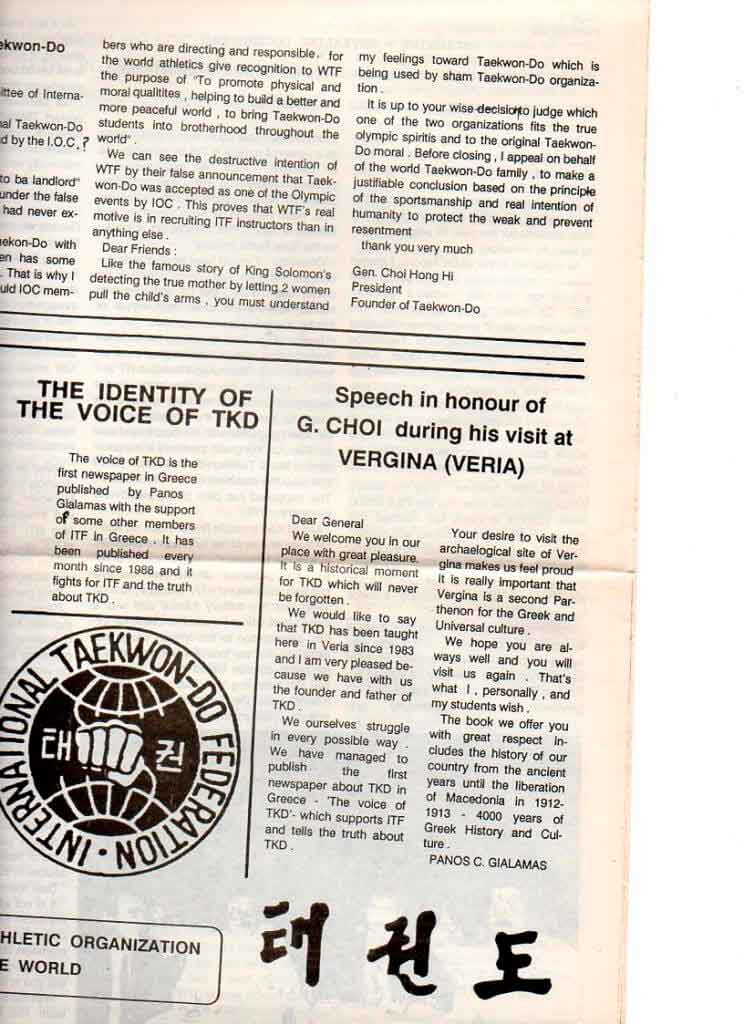 ekwon-Do
ittee of Interna-
al Taekwon-Do
d by the I.O.C. ?
to ba landlord"
under the false
had never ex-
ekon-Do with
en has some
. That is why I
uld IOC mem-
bers who are directing and responsible . for
the world athletics give recognition to WTF
the purpose of "To promote physical and
moral qualitites , helping to build a better and
more peaceful world , to bring Taekwon-Do
students into brotherhood throughout the
world" .
We can see the destructive intention of
WTF by their false announcement that Taek-
won-Do was accepted as one of the Olympic
events by IOC . This proves that WTF's real
motive is in recruiting ITF instructors than in
anything else .
Dear Friends :
Like the famous story of King Solomon's
detecting the true mother by letting 2 women
pull the child's arms , you must understand
my feelings toward Taekwon-Do which is
being used by sham Taekwon-Do organiza-
tion .
It is up to your wise decision to judge which
one of the two organizations fits the true
olympic spiritis and to the original Taekwon-
Do moral . Before closing , I appeal on behalf
of the world Taekwon-Do family , to make a
justifiable conclusion based on the principle
of the sportsmanship and real intention of
humanity to protect the weak and prevent
resentment
thank you very much
Gen. Choi Hong Hi
President
Founder of Taekwon-Do
THE IDENTITY OF
THE VOICE OF TKD
The voice of TKD is the
first newspaper in Greece
published by Panos
Gialamas with the support
of some other members
of ITF in Greece . It has
been published every
month since 1988 and it
fights for ITF and the truth
about TKD .
INTERNATIONAL TAEKWON-DO FEDERATION
태 권
HLETIC ORGANIZATION
E WORLD
Speech in honour of
G. CHOI during his visit at
VERGINA (VERIA)
Dear General
We welcome you in our
place with great pleasure.
It is a historical moment
for TKD which will never
be forgotten .
We would like to say
that TKD has been taught
here in Veria since 1983
and I am very pleased be-
cause we have with us
the founder and father of
TKD .
We ourselves struggle
in every possible way .
We have managed to
publish the first
newspaper about TKD in
Greece - 'The voice of
TKD'- which supports ITF
and tells the truth about
TKD .
Your desire to visit the
archaelogical site of Ver-
gina makes us feel proud
It is really important that
Vergina is a second Par-
thenon for the Greek and
Universal culture .
We hope you are al-
ways well and you will
visit us again . That's
what I , personally , and
my students wish .
The book we offer you
with great respect in-
cludes the history of our
country from the ancient
years until the liberation
of Macedonia in 1912-
1913 - 4000 years of
Greek History and Cul-
ture .
PANOS C. GIALAMAS
태 권 도